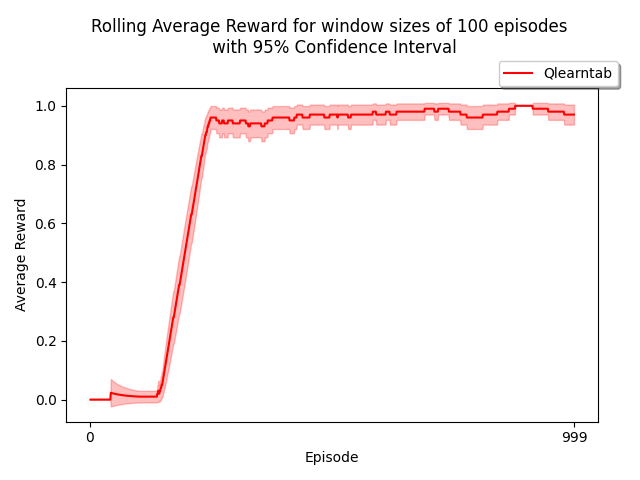 Rolling Average Reward for window sizes of 100 episodes
with 95% Confidence Interval
Qlearntab
1.0
0.8
0.6
0.4
0.2
0.0
Average Reward
0
999
Episode